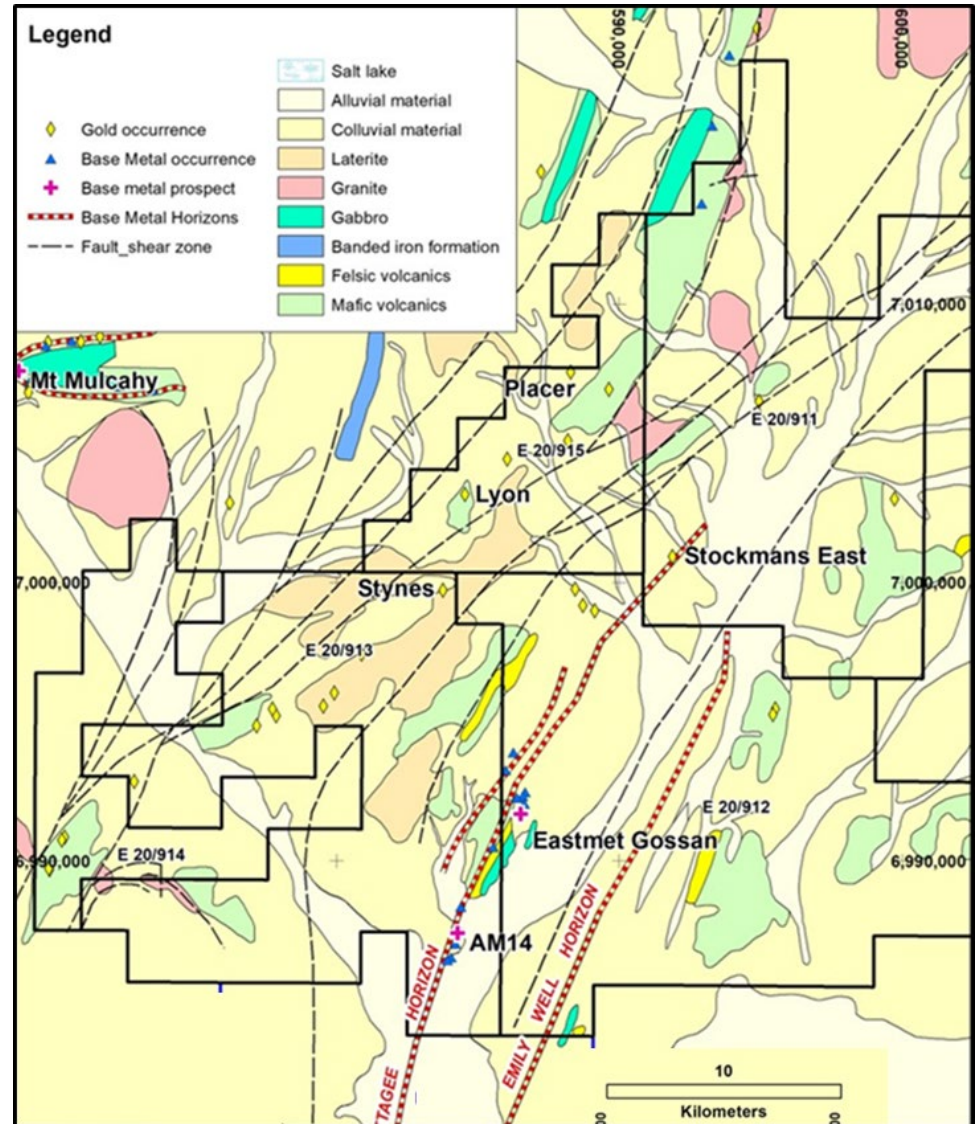 Legend
Gold occurrence
Base Metal occurrence
Base metal prospect
Base Metal Horizons
Fault_shear zone
Salt lake
Alluvial material
Colluvial material
Laterite
Granite
Gabbro
Banded iron formation
Felsic volcanics
Mafic volcanics
590,000
600,000
7,010,000
Mt Mulcahy
Placer
E 20/911
E 20/915
Lyon
Stockmans East
7,000,000
Stynes
7,000,000
E 20/913
E 20/912
Eastmet Gossan
E 20/914
6,990,000
6,990,000
AM14
HORIZON
TAGEE
HORIZON
WELL
EMILY
10
Kilometers